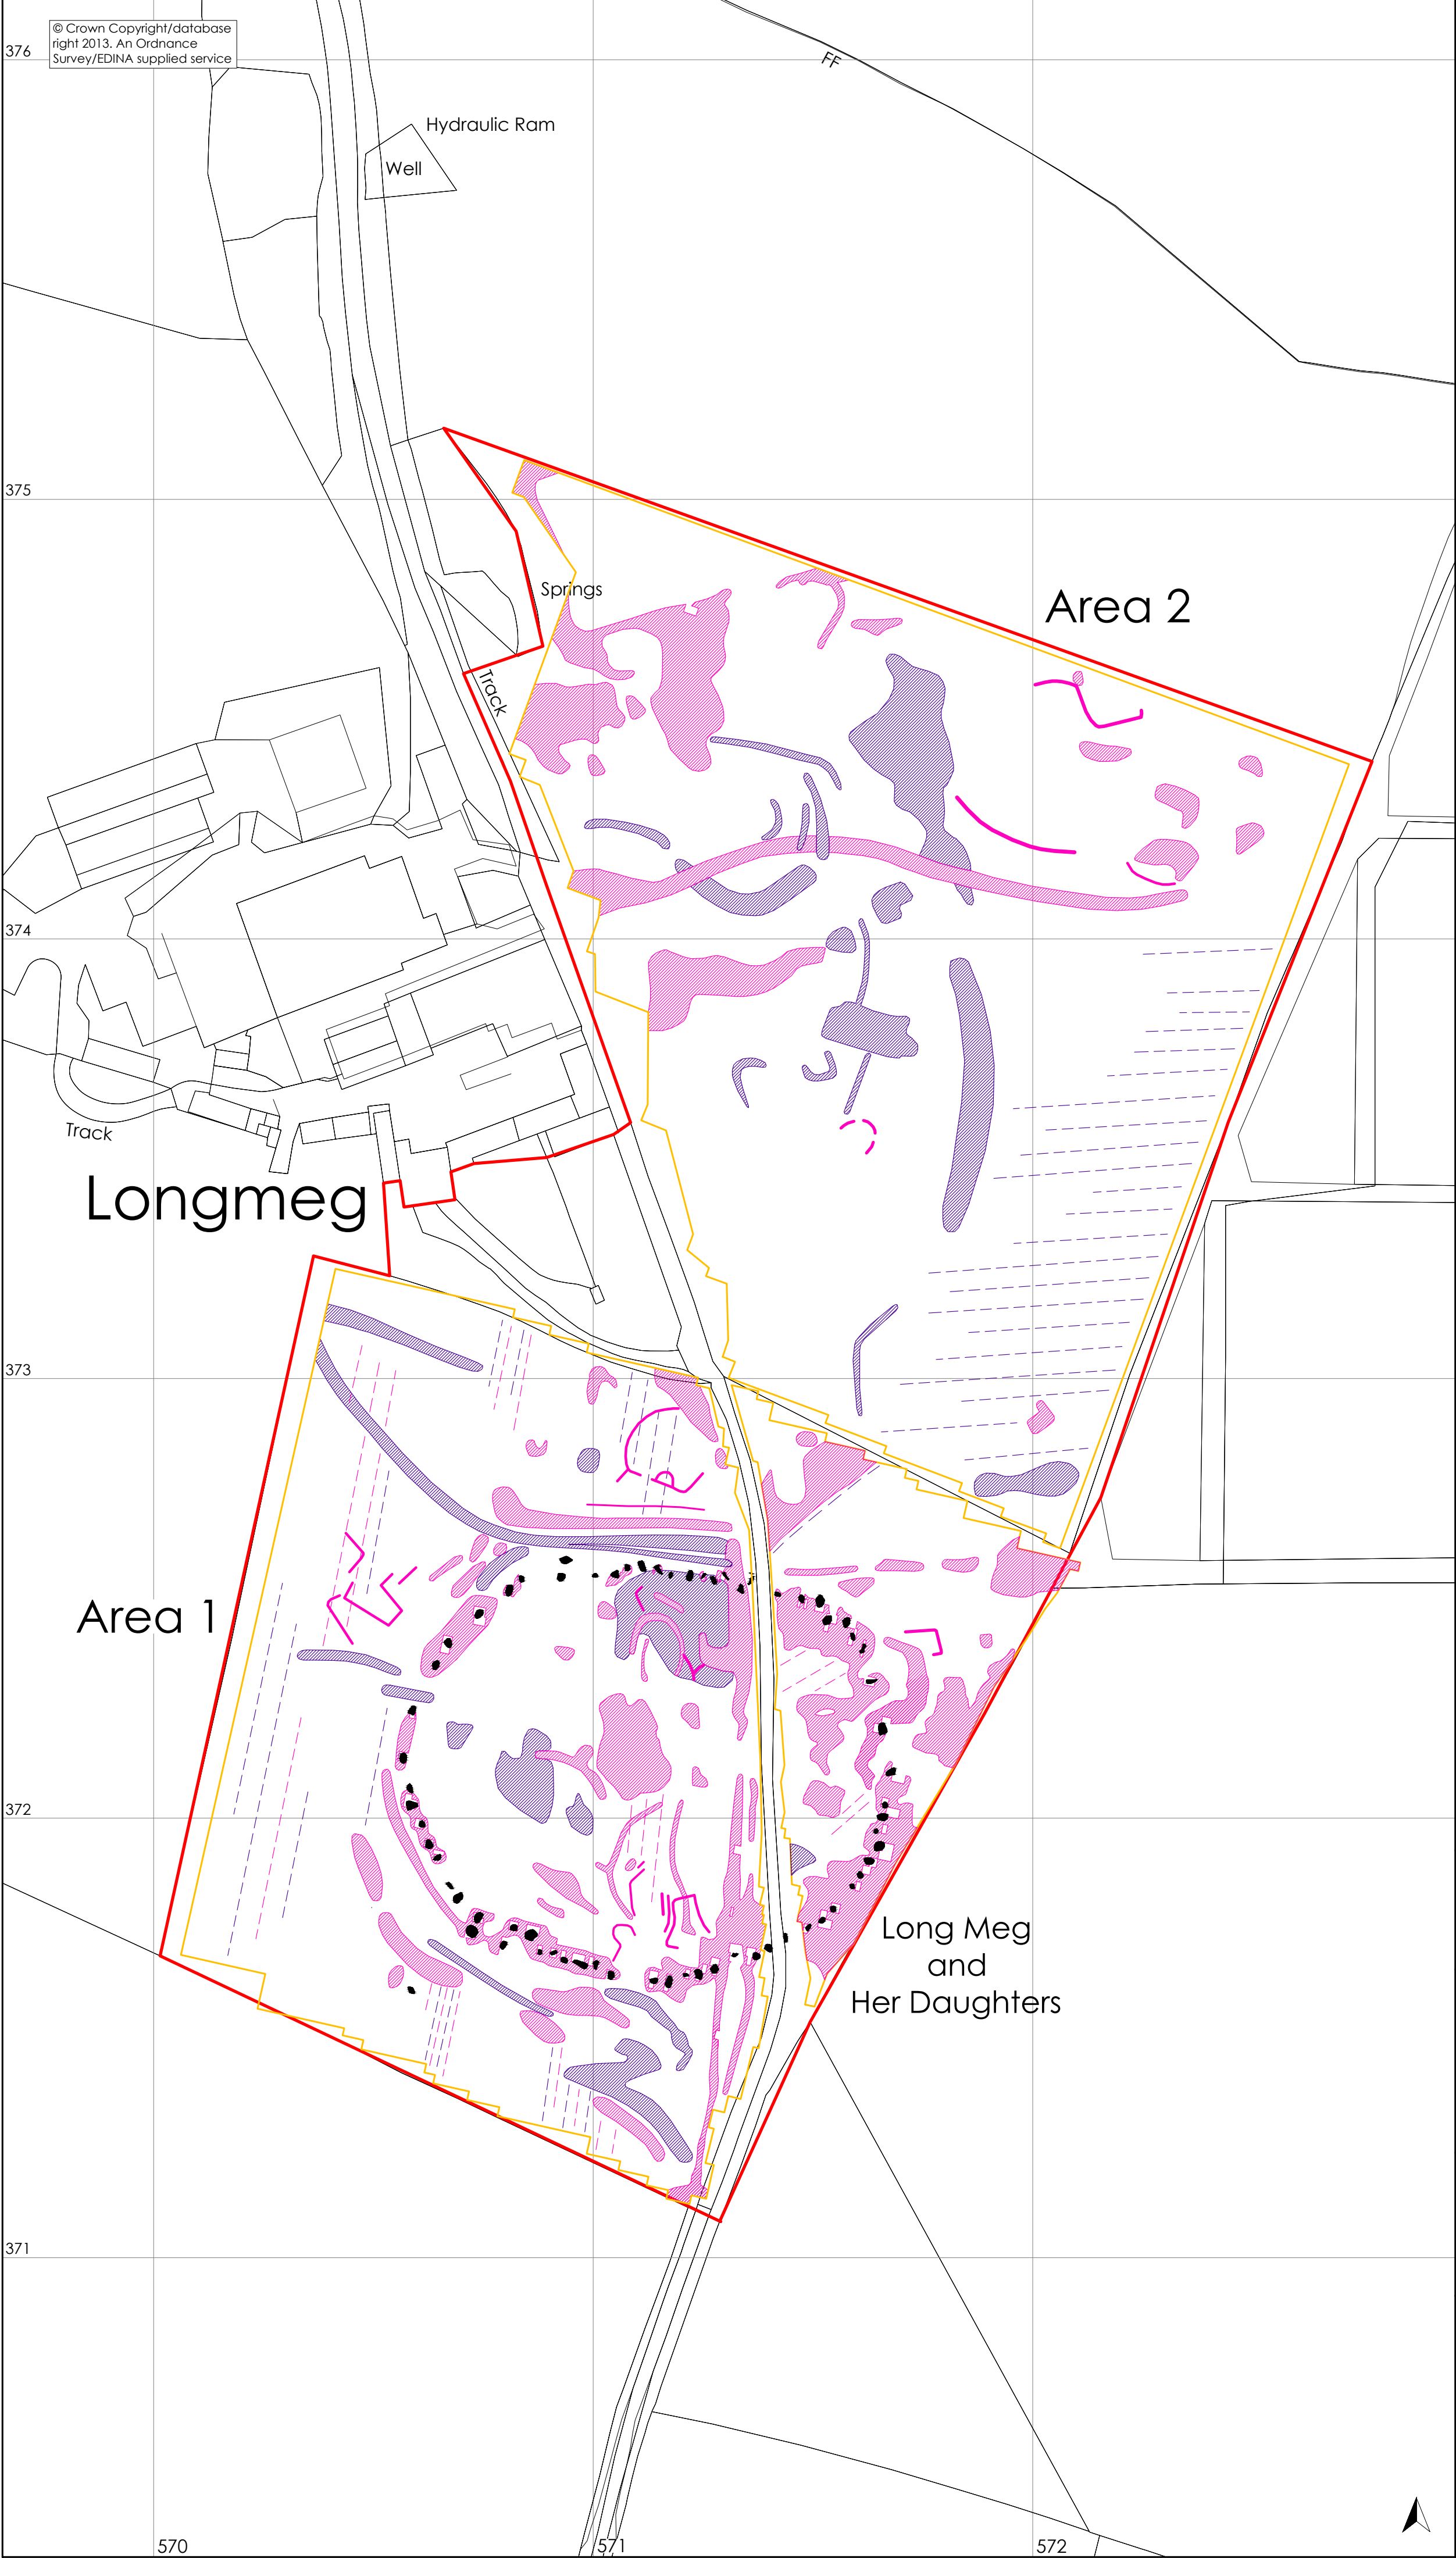 © Crown Copyright/database
right 2013. An Ordnance
Survey/EDINA supplied service
376
FF
Hydraulic Ram
Well
375
Springs
Area 2
Track
374
Track
Longmeg
373
Area 1
372
Long Meg
and
Her Daughters
371
570
571
572